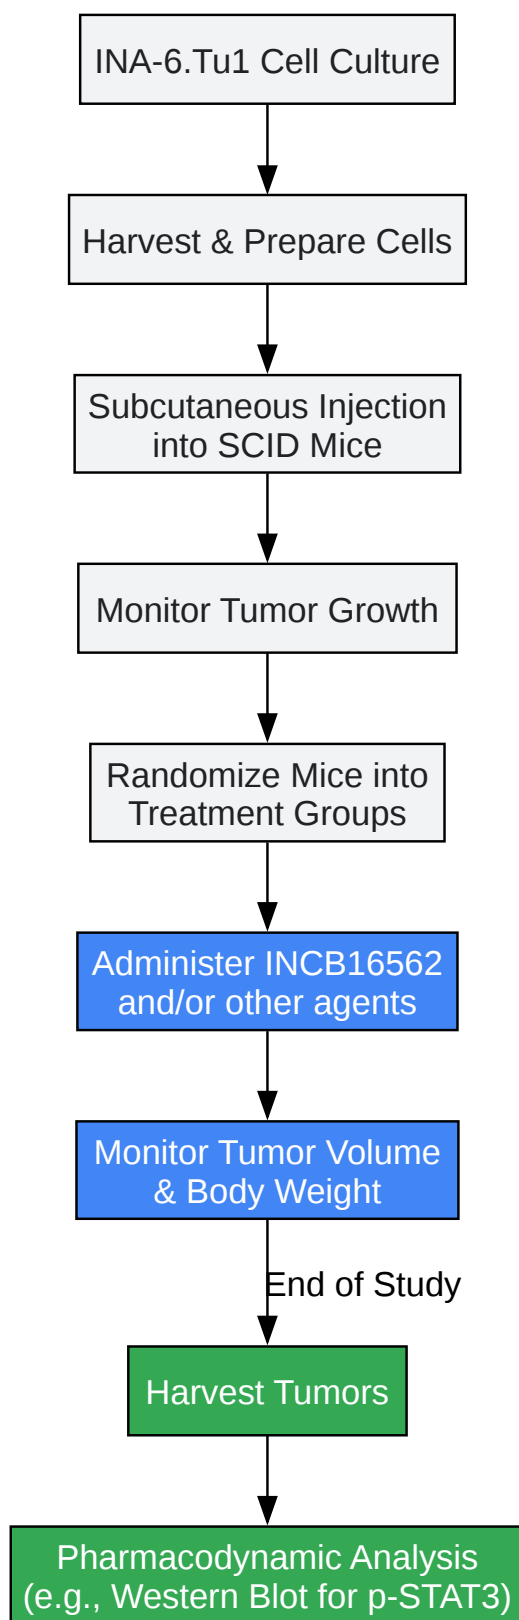 INA-6.Tu1 Cell Culture
Harvest & Prepare Cells
Subcutaneous Injection
into SCID Mice
Monitor Tumor Growth
Randomize Mice into
Treatment Groups
Administer INCB16562
and/or other agents
Monitor Tumor Volume
& Body Weight
End of Study
Harvest Tumors
Pharmacodynamic Analysis
(e.g., Western Blot for p-STAT3)